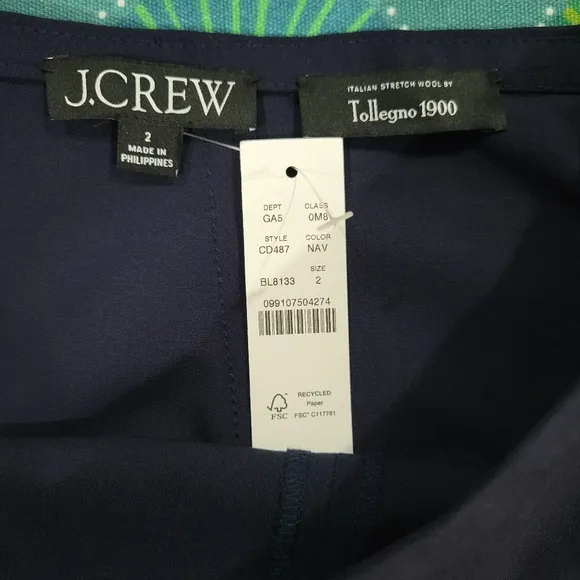 J.CREW
2
MADE IN
PHILIPPINES
ITALIAN STRETCH WOOL BY
Tollegno 1900
DEPT CLASS
GA5 0M8
STYLE COLOR
CD487 NAV
SIZE
BL8133 2
099107504274
FSC
RECYCLED
Paper
FSC® C117761